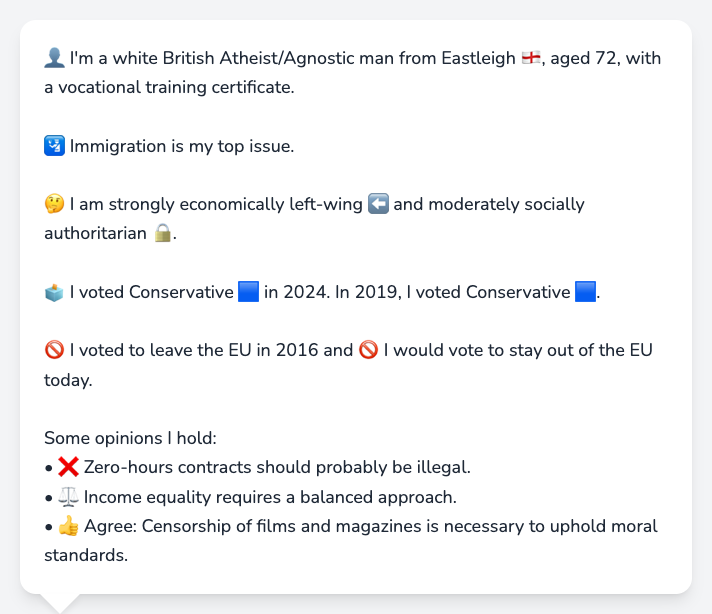 👤 I'm a white British Atheist/Agnostic man from Eastleigh 🏴󠁧󠁢󠁥󠁮󠁧󠁿, aged 72, with
a vocational training certificate.
🛂 Immigration is my top issue.
🤔 I am strongly economically left-wing ⬅️ and moderately socially
authoritarian 🔒.
🗳️ I voted Conservative 🟦 in 2024. In 2019, I voted Conservative 🟦.
🚫 I voted to leave the EU in 2016 and 🚫 I would vote to stay out of the EU
today.
Some opinions I hold:
• ❌ Zero-hours contracts should probably be illegal.
• ⚖️ Income equality requires a balanced approach.
• 👍 Agree: Censorship of films and magazines is necessary to uphold moral
standards.